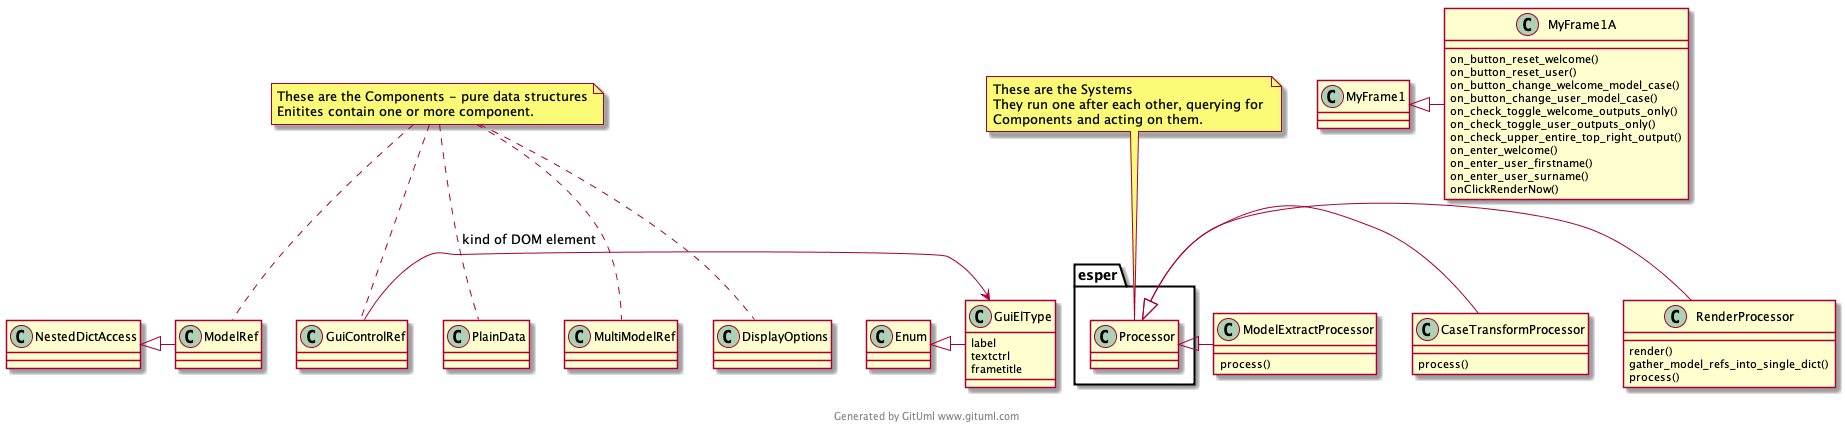 C MyFrame1A
on_button_reset_welcome()
on_button_reset_user()
on_button_change_welcome_model_case()
on_button_change_user_model_case()
on_check_toggle_welcome_outputs_only()
on_check_toggle_user_outputs_only()
on_check_upper_entire_top_right_output()
on_enter_welcome()
on_enter_user_firstname()
on_enter_user_surname()
onClickRenderNow()
These are the Components - pure data structures
Enitites contain one or more component.
These are the Systems
They run one after each other, querying for
Components and acting on them.
C MyFrame1
kind of DOM element
esper
C NestedDictAccess
C ModelRef
C GuiControlRef
C PlainData
C MultiModelRef
C DisplayOptions
C Enum
C GuiElType
label
textctrl
frametitle
C Processor
C ModelExtractProcessor
process()
C CaseTransformProcessor
process()
C RenderProcessor
render()
gather_model_refs_into_single_dict()
process()
Generated by GitUml www.gituml.com